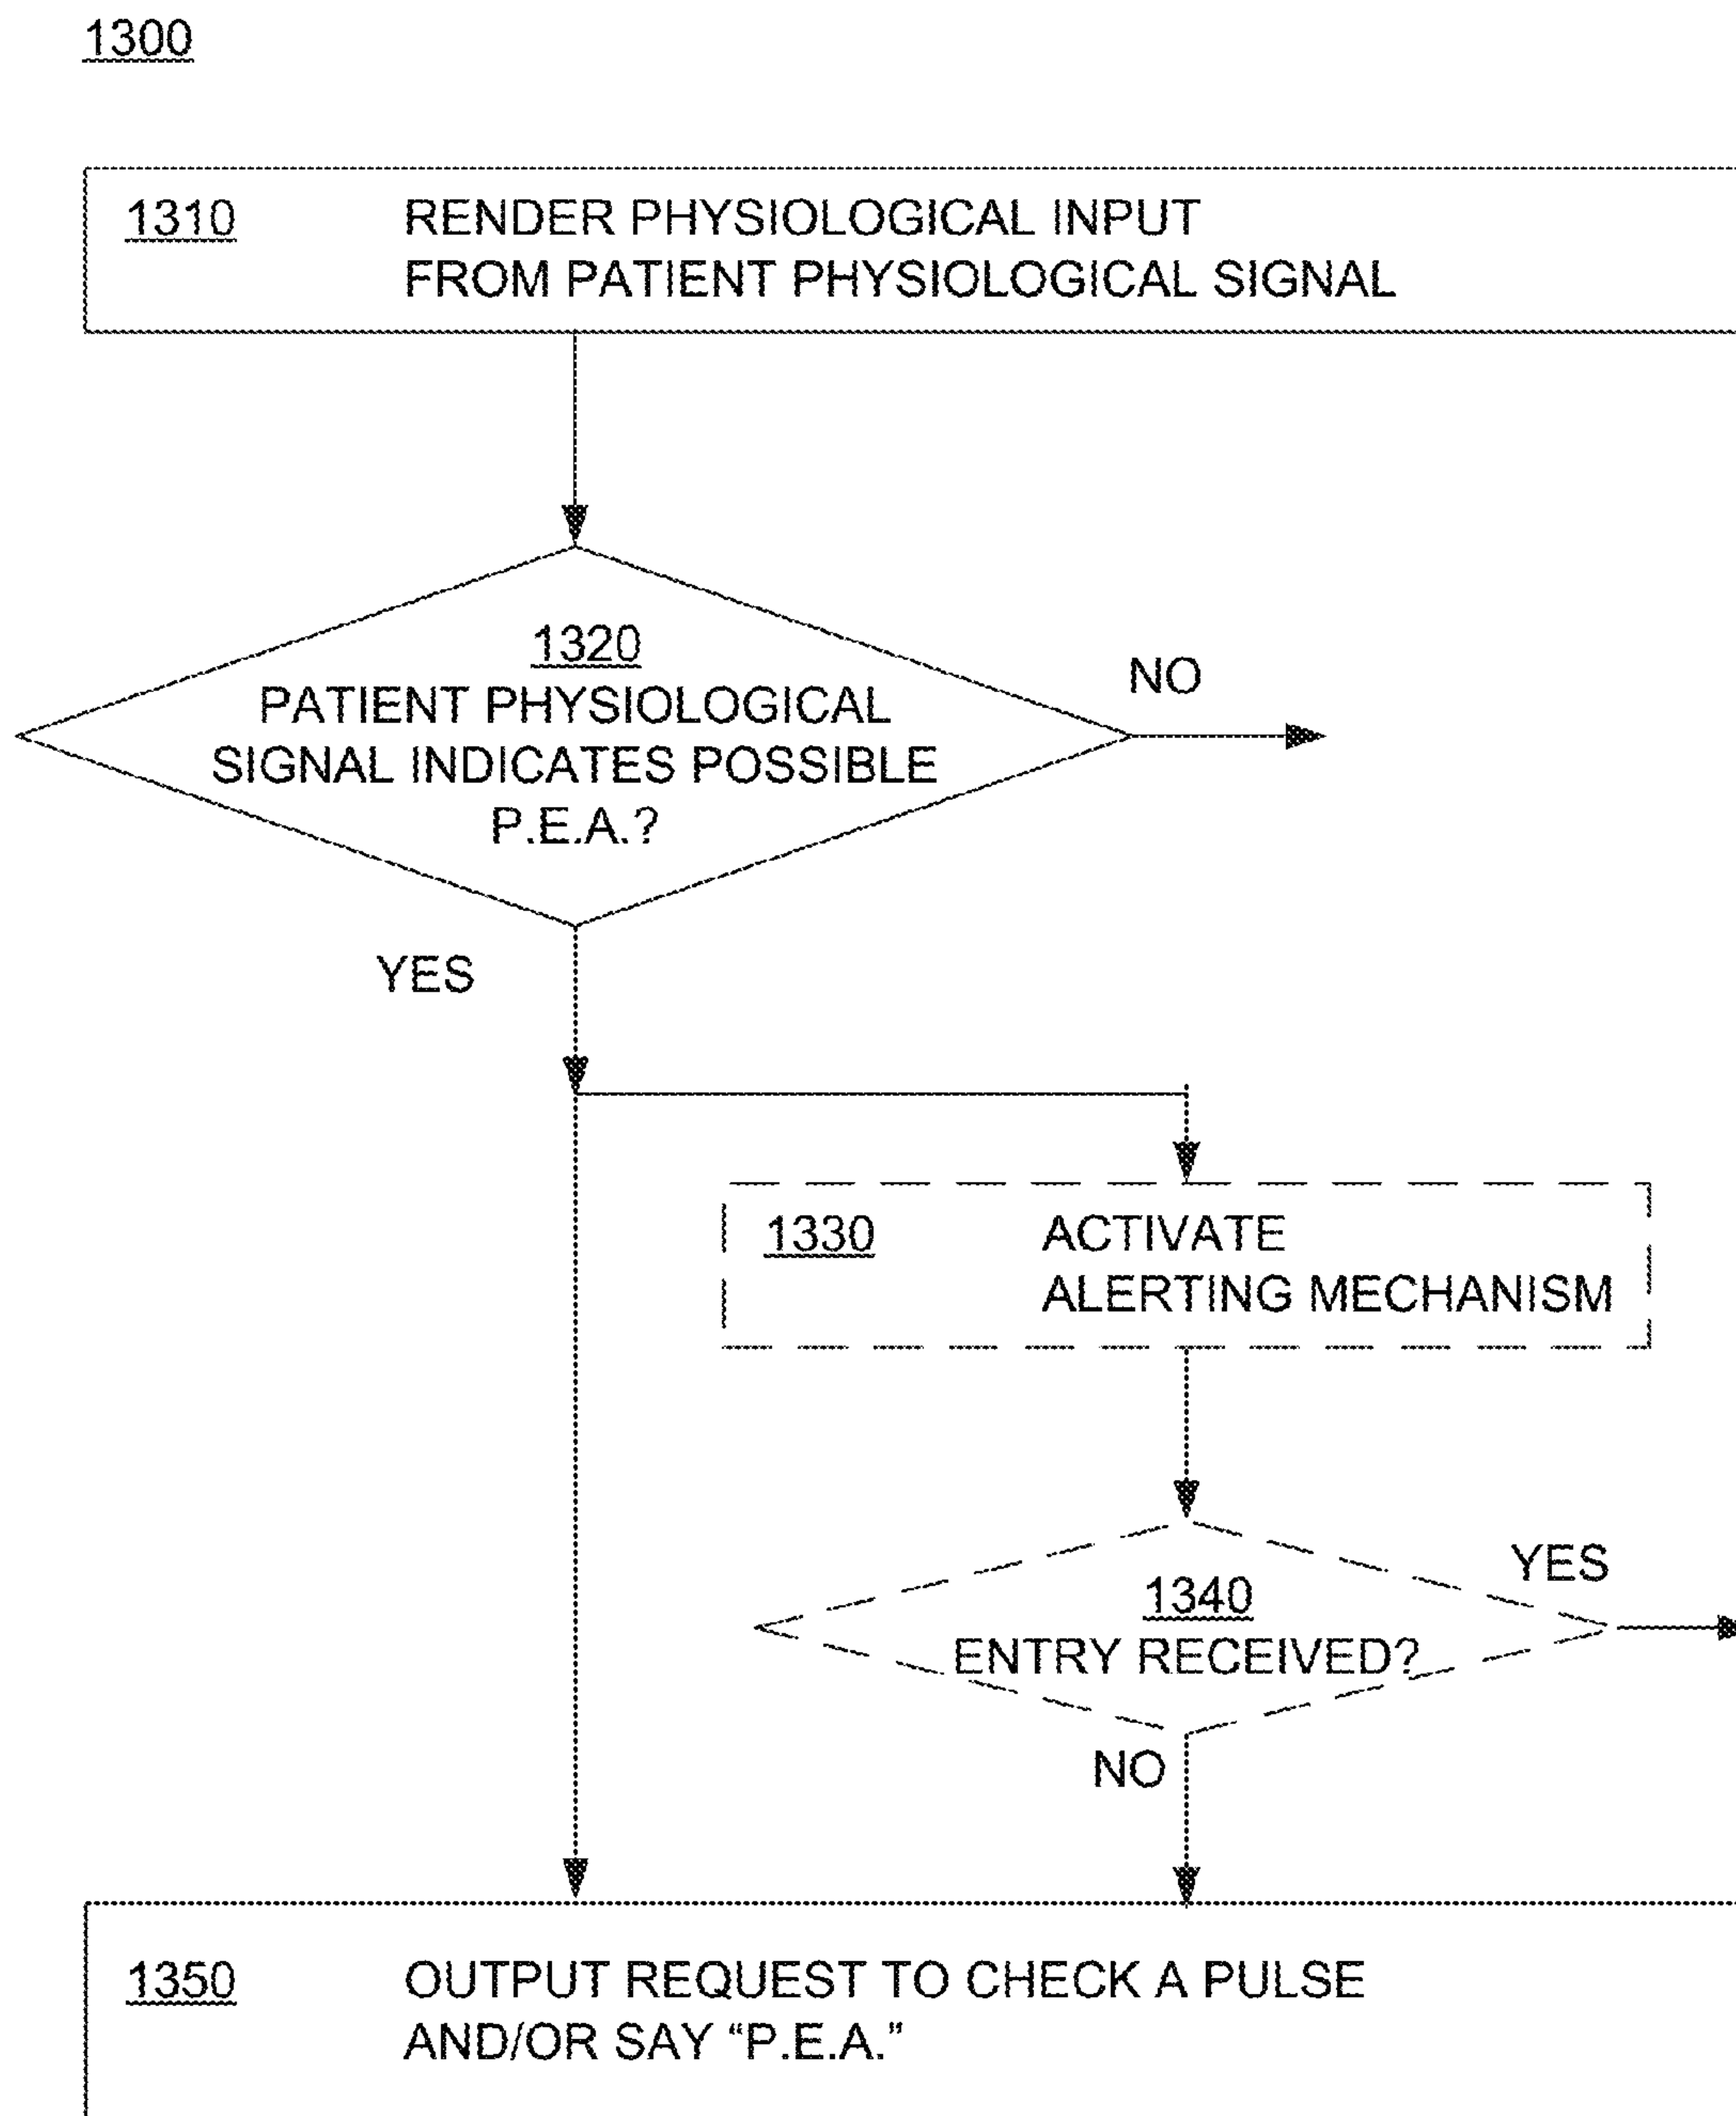 1300
1310 RENDER PHYSIOLOGICAL INPUT
FROM PATIENT PHYSIOLOGICAL SIGNAL
1320
PATIENT PHYSIOLOGICAL
SIGNAL INDICATES POSSIBLE
P.E.A.?
NO
YES
1330 ACTIVATE
ALERTING MECHANISM
1340
ENTRY RECEIVED?
YES
NO
1350 OUTPUT REQUEST TO CHECK A PULSE
AND/OR SAY “P.E.A.”